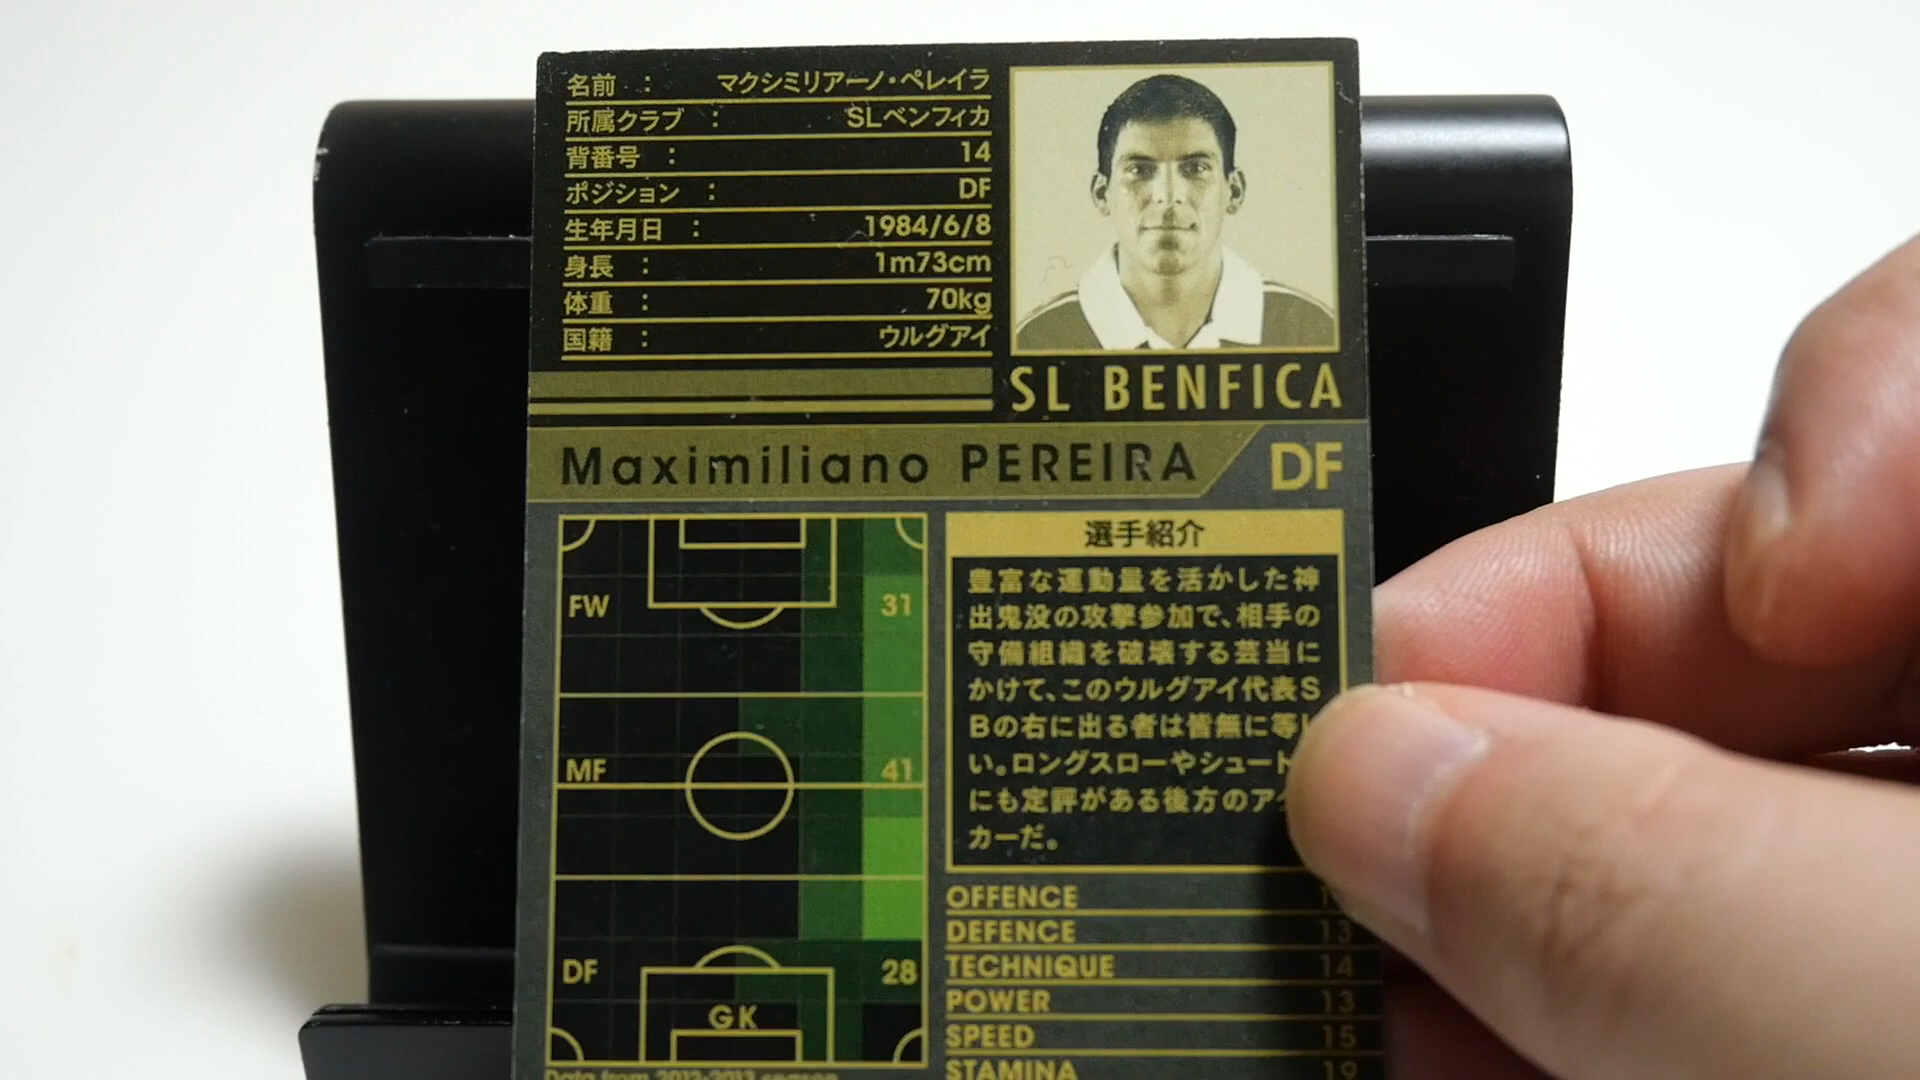 名前 : マクシミリアーノ・ペレイラ
所属クラブ : SLベンフィカ
背番号 : 14
ポジション : DF
生年月日 : 1984/6/8
身長 : 1m73cm
体重 : 70kg
国籍 : ウルグアイ
SL BENFICA
Maximiliano PEREIRA DF
FW 31
MF 41
DF 28
GK
Data from 2012-2013 season
選手紹介
豊富な運動量を活かした神
出鬼没の攻撃参加で、相手の
守備組織を破壊する芸当に
かけて、このウルグアイ代表S
Bの右に出る者は皆無に等し
い。ロングスローやシュート
にも定評がある後方のア
カーだ。
OFFENCE
DEFENCE 13
TECHNIQUE 14
POWER 13
SPEED 15
STAMINA 19